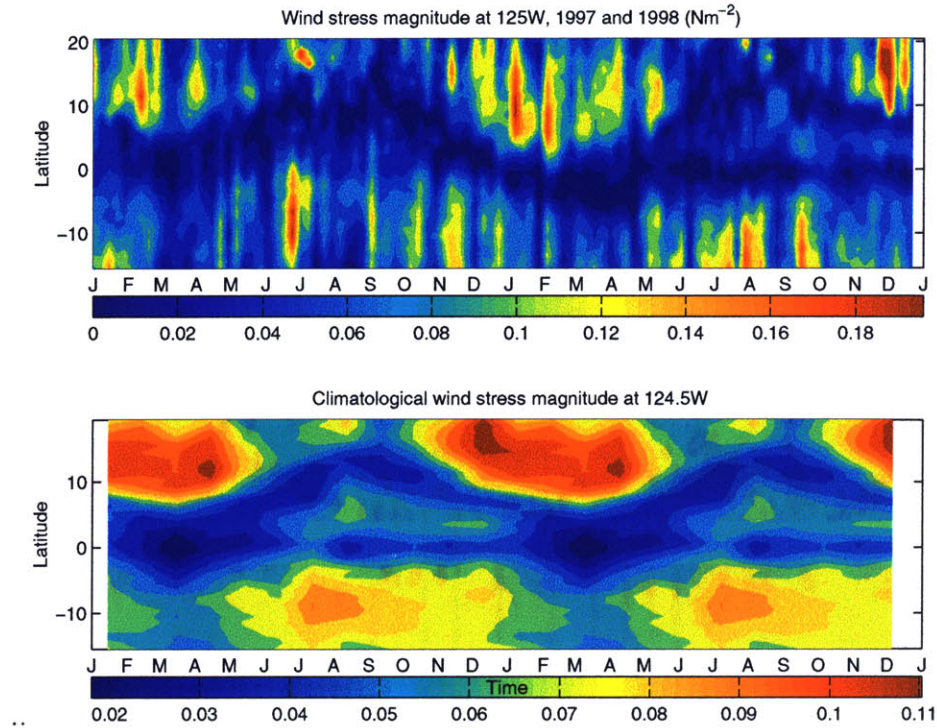 Wind stress magnitude at 125W, 1997 and 1998 (Nm−2)
20
10
0
−10
Latitude
J F M A M J J A S O N D J F M A M J J A S O N D J
0 0.02 0.04 0.06 0.08 0.1 0.12 0.14 0.16 0.18
Climatological wind stress magnitude at 124.5W
10
0
−10
Latitude
J F M A M J J A S O N D J F M A M J J A S O N D J
Time
0.02 0.03 0.04 0.05 0.06 0.07 0.08 0.09 0.1 0.11